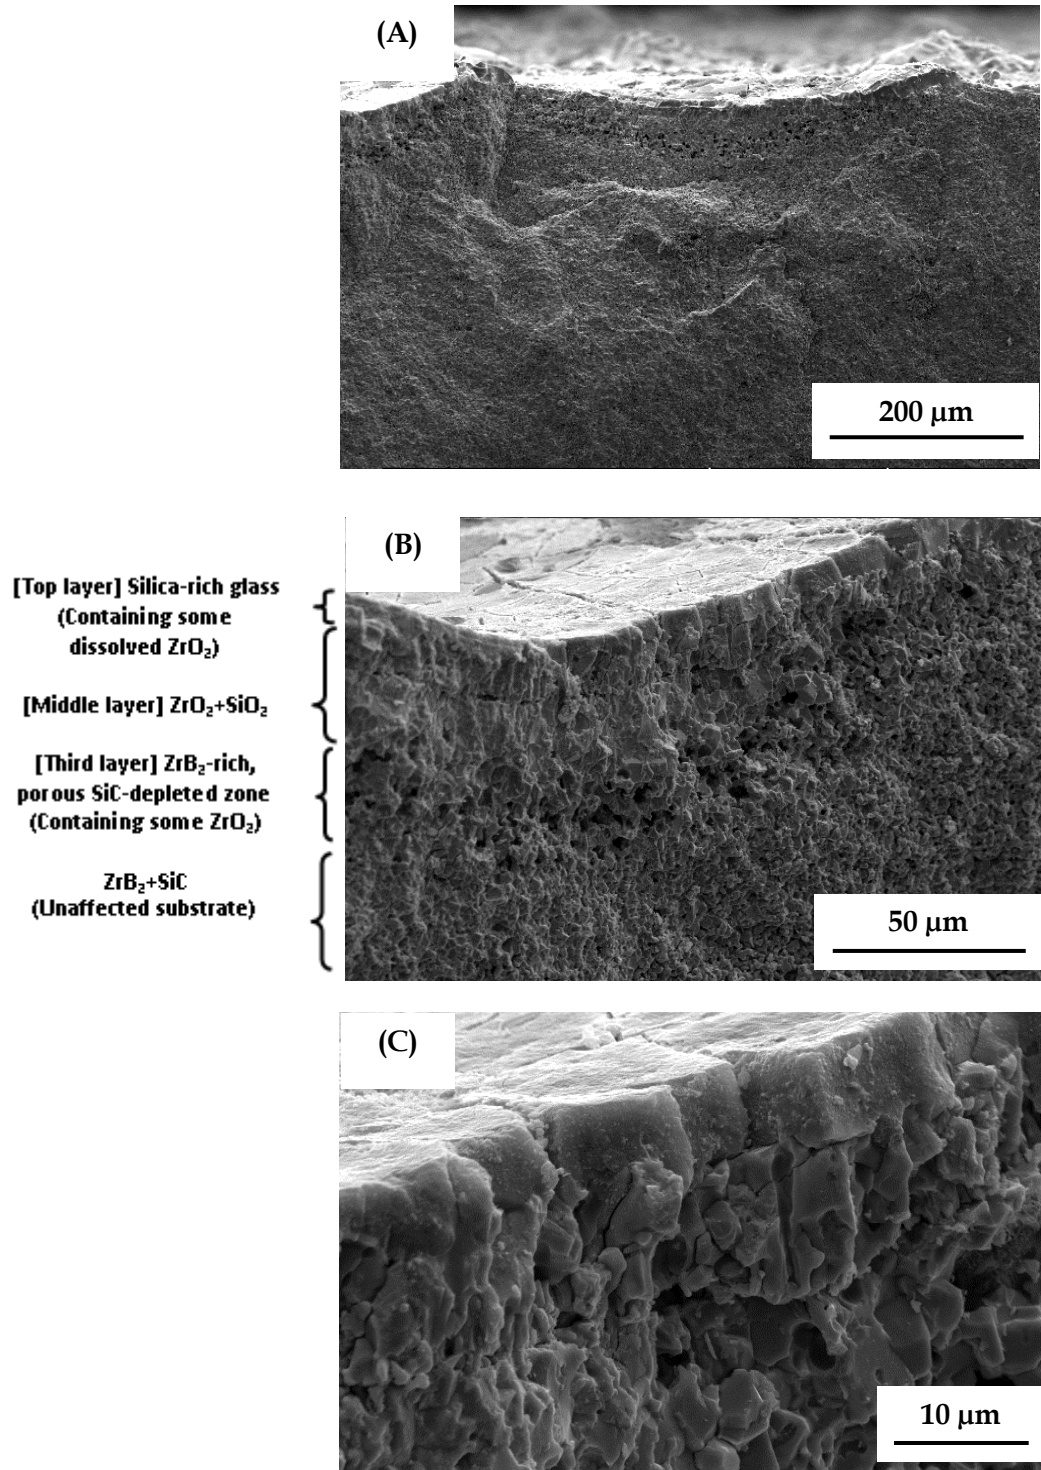 (A)
200 µm
(B)
[Top layer] Silica-rich glass
(Containing some
dissolved ZrO₂)
[Middle layer] ZrO₂+SiO₂
[Third layer] ZrB₂-rich,
porous SiC-depleted zone
(Containing some ZrO₂)
ZrB₂+SiC
(Unaffected substrate)
50 µm
(C)
10 µm